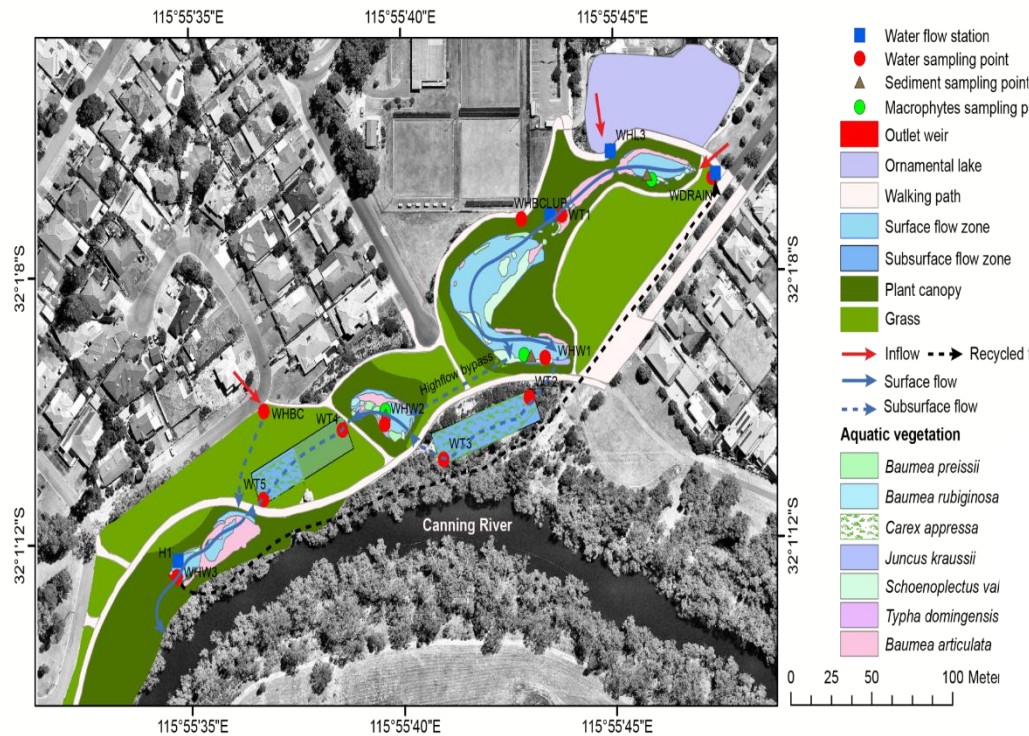 115°55'35"E
115°55'40"E
115°55'45"E
32°1'8"S
32°1'8"S
32°1'12"S
32°1'12"S
WHL3
WDRAIN
WHBCLUB
WT1
WHW1
Highflow bypass
WT2
WHBC
WT4
WHW2
WT3
WT5
H1
WHW3
Canning River
115°55'35"E
115°55'40"E
115°55'45"E
Water flow station
Water sampling point
Sediment sampling point
Macrophytes sampling p
Outlet weir
Ornamental lake
Walking path
Surface flow zone
Subsurface flow zone
Plant canopy
Grass
Inflow
Recycled f
Surface flow
Subsurface flow
Aquatic vegetation
Baumea preissii
Baumea rubiginosa
Carex appressa
Juncus kraussii
Schoenoplectus val
Typha domingensis
Baumea articulata
0 25 50 100 Meter